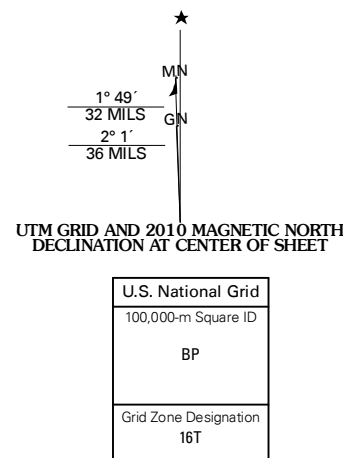 ★
MN
1° 49´
32 MILS
GN
2° 1´
36 MILS
UTM GRID AND 2010 MAGNETIC NORTH
DECLINATION AT CENTER OF SHEET
U.S. National Grid
100,000-m Square ID
BP
Grid Zone Designation
16T